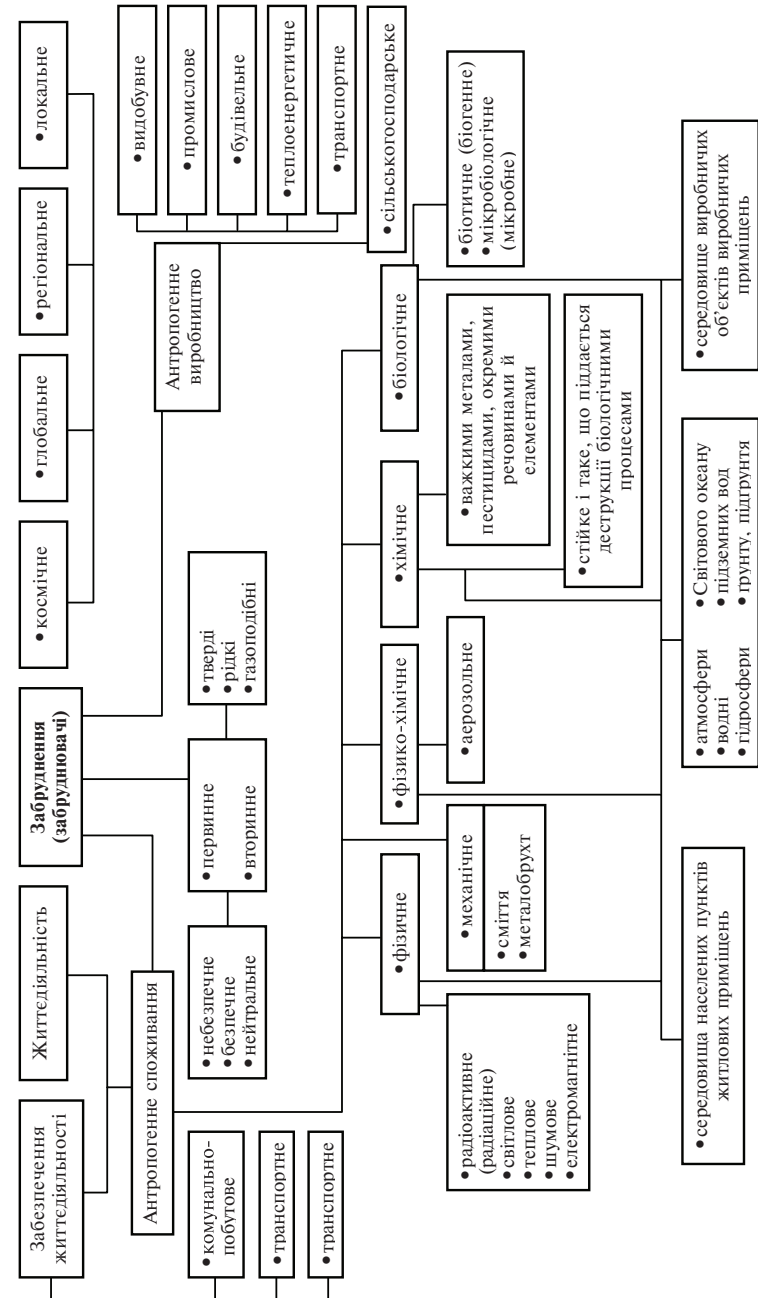 Забезпечення
життєдіяльності
Життєдіяльність
Забруднення
(забруднювачі)
• космічне
• глобальне
• регіональне
• локальне
Антропогенне споживання
Антропогенне
виробництво
• видобувне
• промислове
• будівельне
• теплоенергетичне
• транспортне
• сільськогосподарське
• комунально-
побутове
• транспортне
• транспортне
• небезпечне
• безпечне
• нейтральне
• первинне
• вторинне
• тверді
• рідкі
• газоподібні
• фізичне
• фізико-хімічне
• хімічне
• біологічне
• радіоактивне
(радіаційне)
• світлове
• теплове
• шумове
• електромагнітне
• механічне
• сміття
• металобрухт
• аерозольне
• важкими металами,
пестицидами, окремими
речовинами й
елементами
• біотичне (біогенне)
• мікробіологічне
(мікробне)
• стійке і таке, що піддається
деструкції біологічними
процесами
• середовища населених пунктів
житлових приміщень
• атмосфери
• водні
• гідросфери
• Світового океану
• підземних вод
• ґрунту, підґрунтя
• середовище виробничих
об’єктів виробничих
приміщень